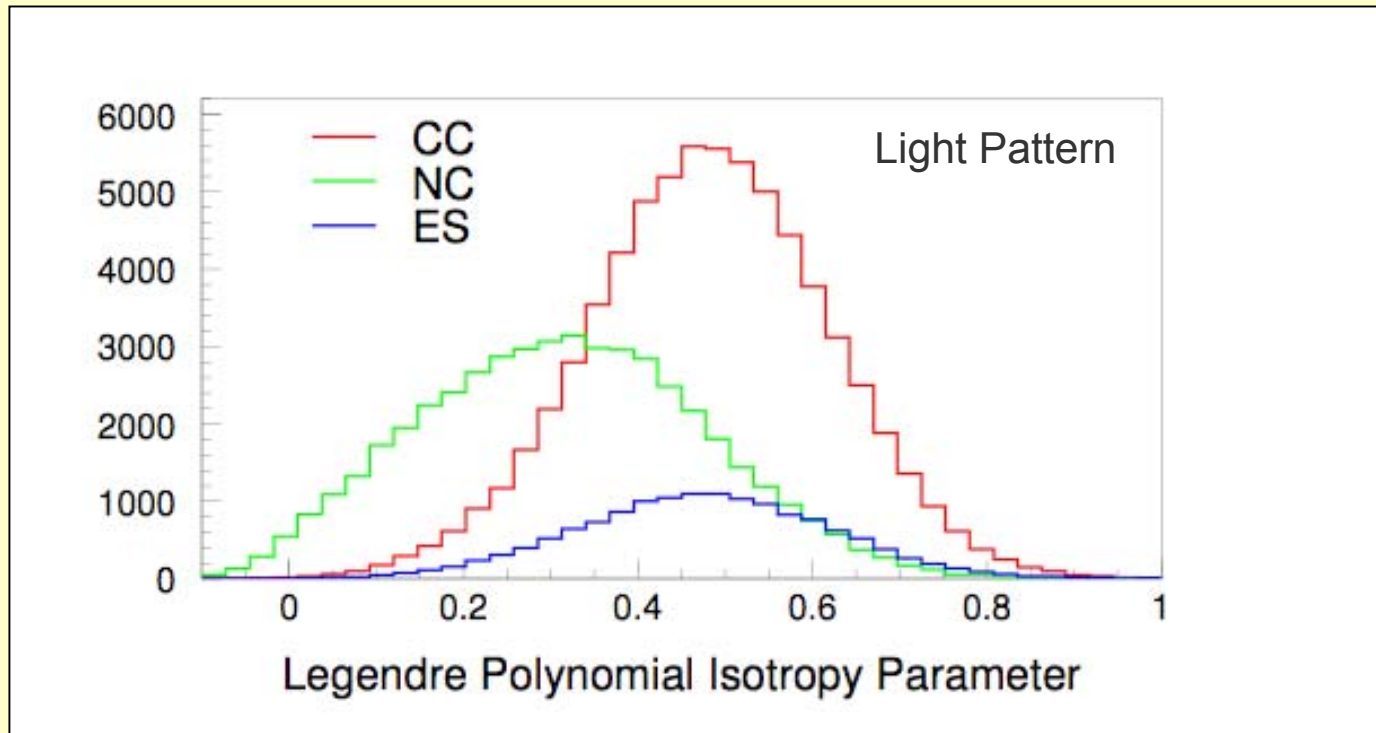 6000
5000
4000
3000
2000
1000
0
CC
NC
ES
Light Pattern
0 0.2 0.4 0.6 0.8 1
Legendre Polynomial Isotropy Parameter